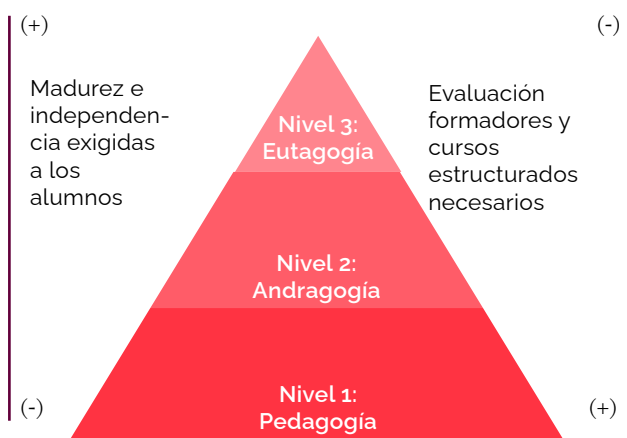 (+)
(-)
Madurez e
independen-
cia exigidas
a los
alumnos
Evaluación
formadores y
cursos
estructurados
necesarios
Nivel 3:
Eutagogía
Nivel 2:
Andragogía
Nivel 1:
Pedagogía
(-)
(+)